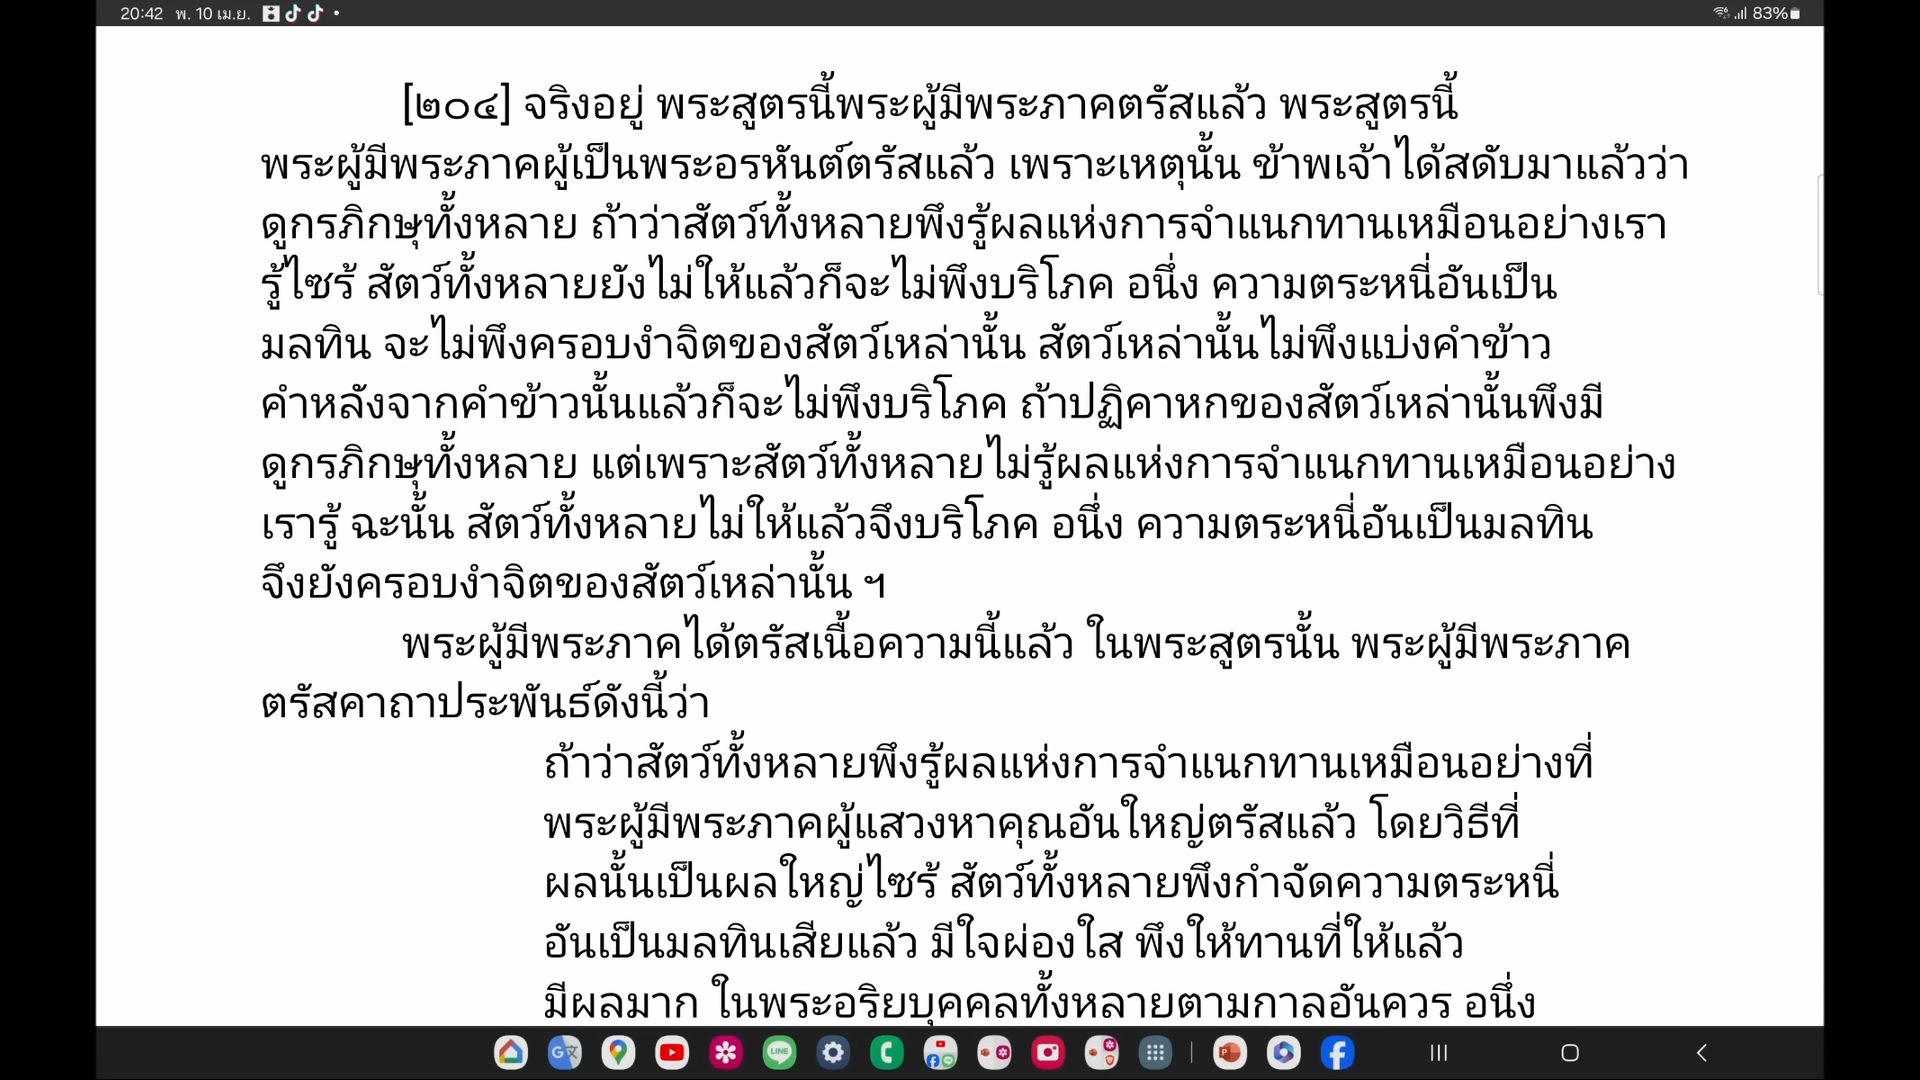 20:42 พ. 10 เม.ย.
83%
[๒๐๔] จริงอยู่ พระสูตรนี้พระผู้มีพระภาคตรัสแล้ว พระสูตรนี้
พระผู้มีพระภาคผู้เป็นพระอรหันต์ตรัสแล้ว เพราะเหตุนั้น ข้าพเจ้าได้สดับมาแล้วว่า
ดูกรภิกษุทั้งหลาย ถ้าว่าสัตว์ทั้งหลายพึงรู้ผลแห่งการจำแนกทานเหมือนอย่างเรา
รู้ไซร้ สัตว์ทั้งหลายยังไม่ให้แล้วก็จะไม่พึงบริโภค อนึ่ง ความตระหนี่อันเป็น
มลทิน จะไม่พึงครอบงำจิตของสัตว์เหล่านั้น สัตว์เหล่านั้นไม่พึงแบ่งคำข้าว
คำหลังจากคำข้าวนั้นแล้วก็จะไม่พึงบริโภค ถ้าปฏิคาหกของสัตว์เหล่านั้นพึงมี
ดูกรภิกษุทั้งหลาย แต่เพราะสัตว์ทั้งหลายไม่รู้ผลแห่งการจำแนกทานเหมือนอย่าง
เรารู้ ฉะนั้น สัตว์ทั้งหลายไม่ให้แล้วจึงบริโภค อนึ่ง ความตระหนี่อันเป็นมลทิน
จึงยังครอบงำจิตของสัตว์เหล่านั้น ฯ
พระผู้มีพระภาคได้ตรัสเนื้อความนี้แล้ว ในพระสูตรนั้น พระผู้มีพระภาค
ตรัสคาถาประพันธ์ดังนี้ว่า
ถ้าว่าสัตว์ทั้งหลายพึงรู้ผลแห่งการจำแนกทานเหมือนอย่างที่
พระผู้มีพระภาคผู้แสวงหาคุณอันใหญ่ตรัสแล้ว โดยวิธีที่
ผลนั้นเป็นผลใหญ่ไซร้ สัตว์ทั้งหลายพึงกำจัดความตระหนี่
อันเป็นมลทินเสียแล้ว มีใจผ่องใส พึงให้ทานที่ให้แล้ว
มีผลมาก ในพระอริยบุคคลทั้งหลายตามกาลอันควร อนึ่ง
LINE